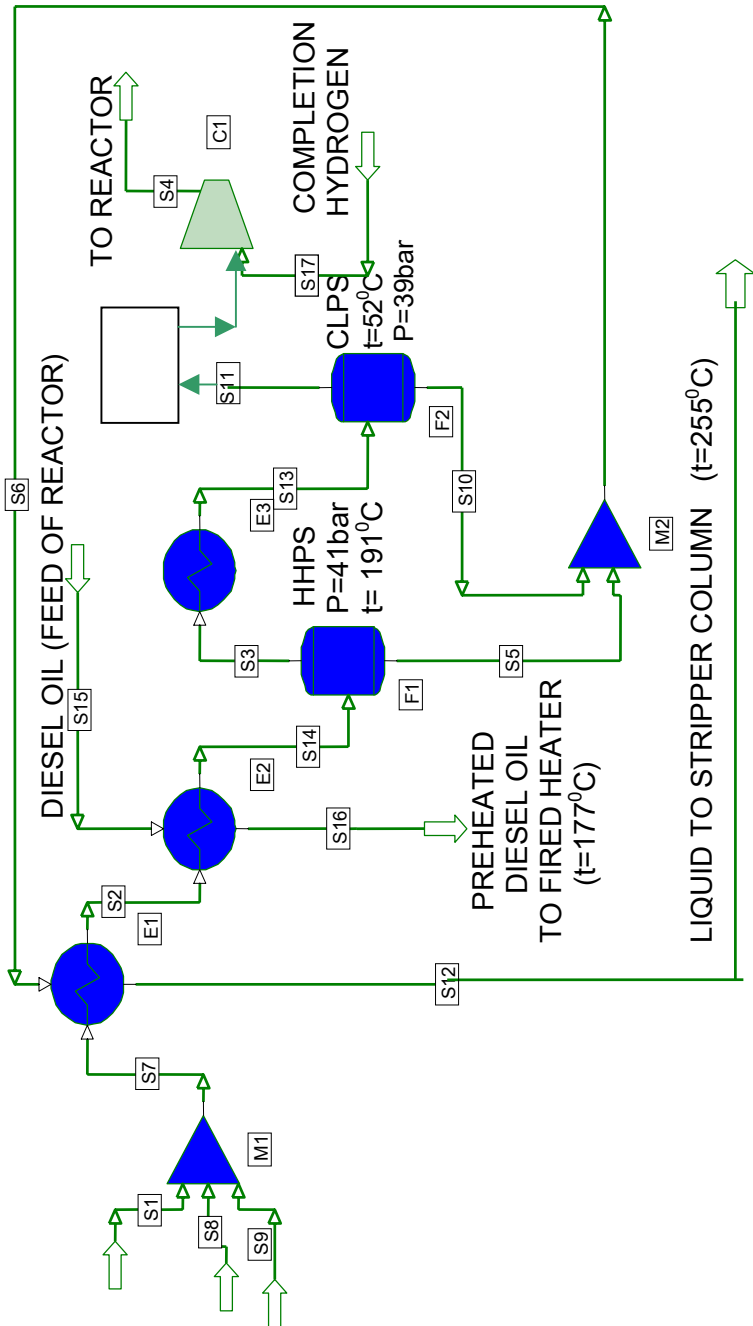 S6
TO REACTOR
S4
C1
COMPLETION
HYDROGEN
S17
DIESEL OIL (FEED OF REACTOR)
S15
S11
CLPS
t=52⁰C
P=39bar
F2
E3
S13
S10
HHPS
P=41bar
t= 191⁰C
S3
M2
S5
F1
E2
S14
S2
E1
S16
PREHEATED
DIESEL OIL
TO FIRED HEATER
(t=177⁰C)
LIQUID TO STRIPPER COLUMN (t=255⁰C)
S12
S7
M1
S1
S8
S9